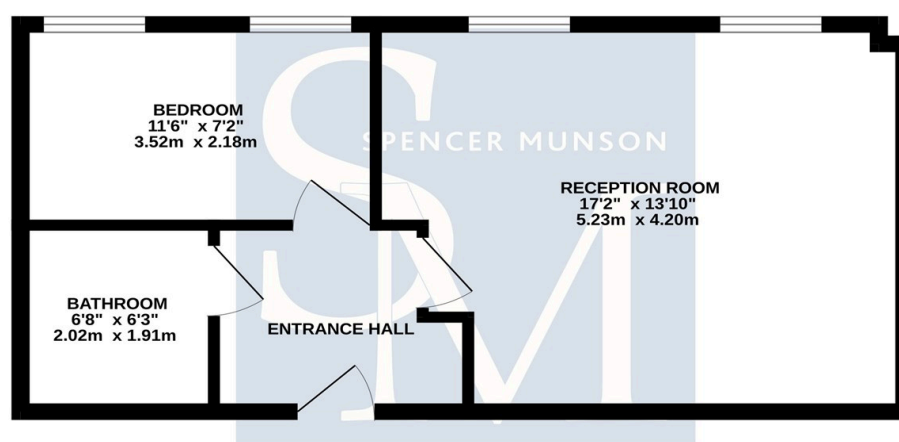 BEDROOM
11'6" x 7'2"
3.52m x 2.18m
SPENCER MUNSON
RECEPTION ROOM
17'2" x 13'10"
5.23m x 4.20m
BATHROOM
6'8" x 6'3"
2.02m x 1.91m
ENTRANCE HALL
SM